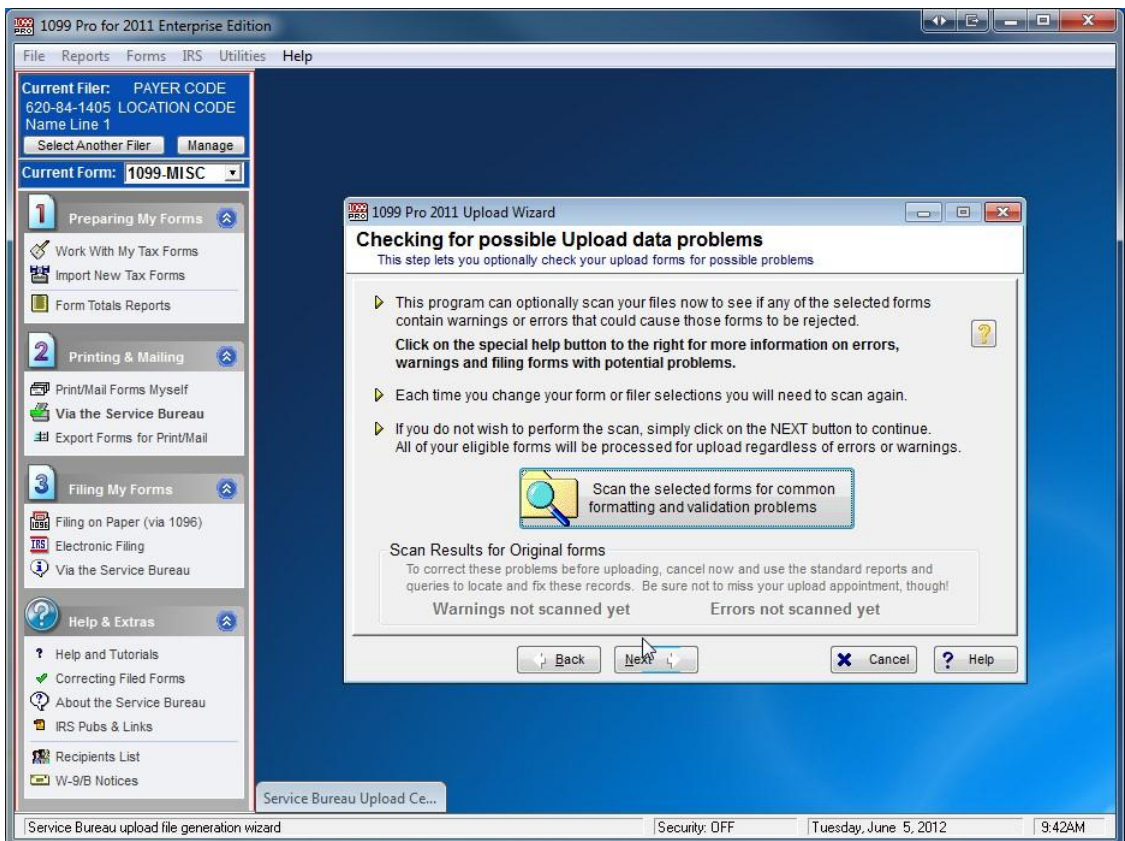 1099 Pro for 2011 Enterprise Edition
File Reports Forms IRS Utilities Help
Current Filer: PAYER CODE
620-84-1405 LOCATION CODE
Name Line 1
Select Another Filer Manage
Current Form: 1099-MISC
1 Preparing My Forms
Work With My Tax Forms
Import New Tax Forms
Form Totals Reports
2 Printing & Mailing
Print/Mail Forms Myself
Via the Service Bureau
Export Forms for Print/Mail
3 Filing My Forms
Filing on Paper (via 1096)
Electronic Filing
Via the Service Bureau
Help & Extras
Help and Tutorials
Correcting Filed Forms
About the Service Bureau
IRS Pubs & Links
Recipients List
W-9/B Notices
1099 Pro 2011 Upload Wizard
Checking for possible Upload data problems
This step lets you optionally check your upload forms for possible problems
This program can optionally scan your files now to see if any of the selected forms
contain warnings or errors that could cause those forms to be rejected.
Click on the special help button to the right for more information on errors,
warnings and filing forms with potential problems.
Each time you change your form or filer selections you will need to scan again.
If you do not wish to perform the scan, simply click on the NEXT button to continue.
All of your eligible forms will be processed for upload regardless of errors or warnings.
Scan the selected forms for common
formatting and validation problems
Scan Results for Original forms
To correct these problems before uploading, cancel now and use the standard reports and
queries to locate and fix these records. Be sure not to miss your upload appointment, though!
Warnings not scanned yet Errors not scanned yet
Back Next Cancel ? Help
Service Bureau Upload Ce...
Service Bureau upload file generation wizard Security: OFF Tuesday, June 5, 2012 9:42AM